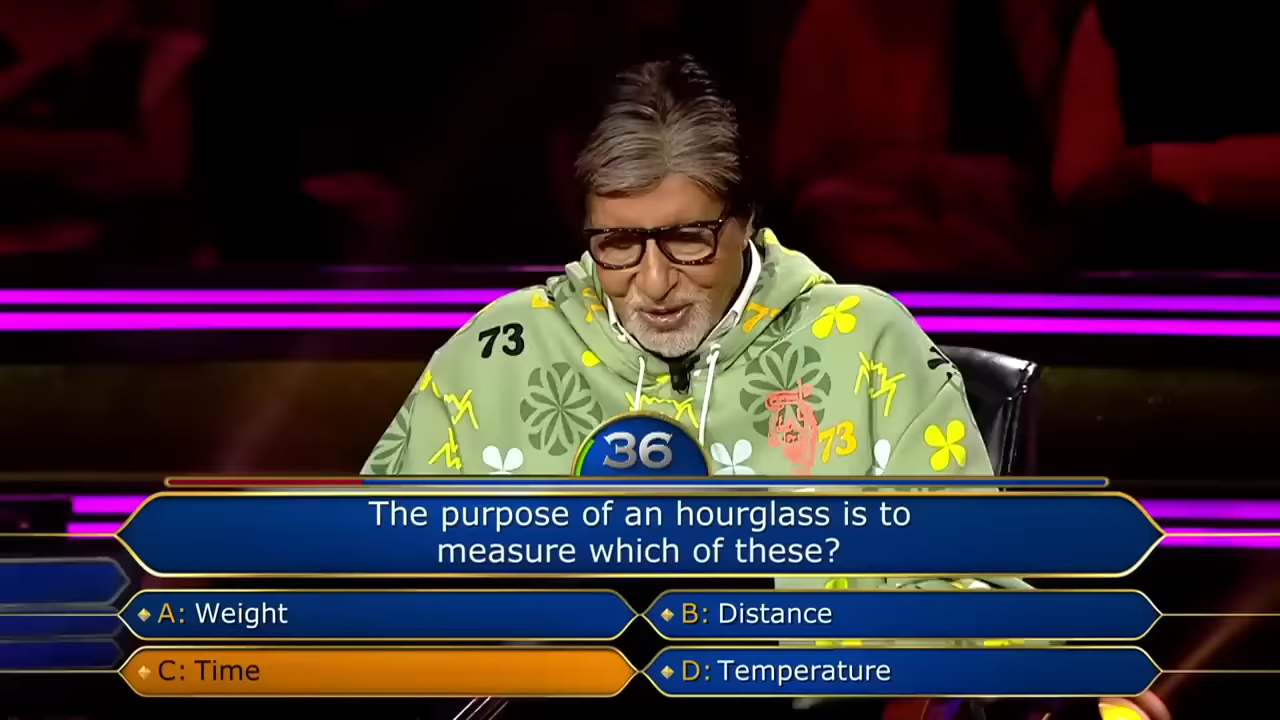 73
73
36
The purpose of an hourglass is to
measure which of these?
A: Weight
B: Distance
C: Time
D: Temperature